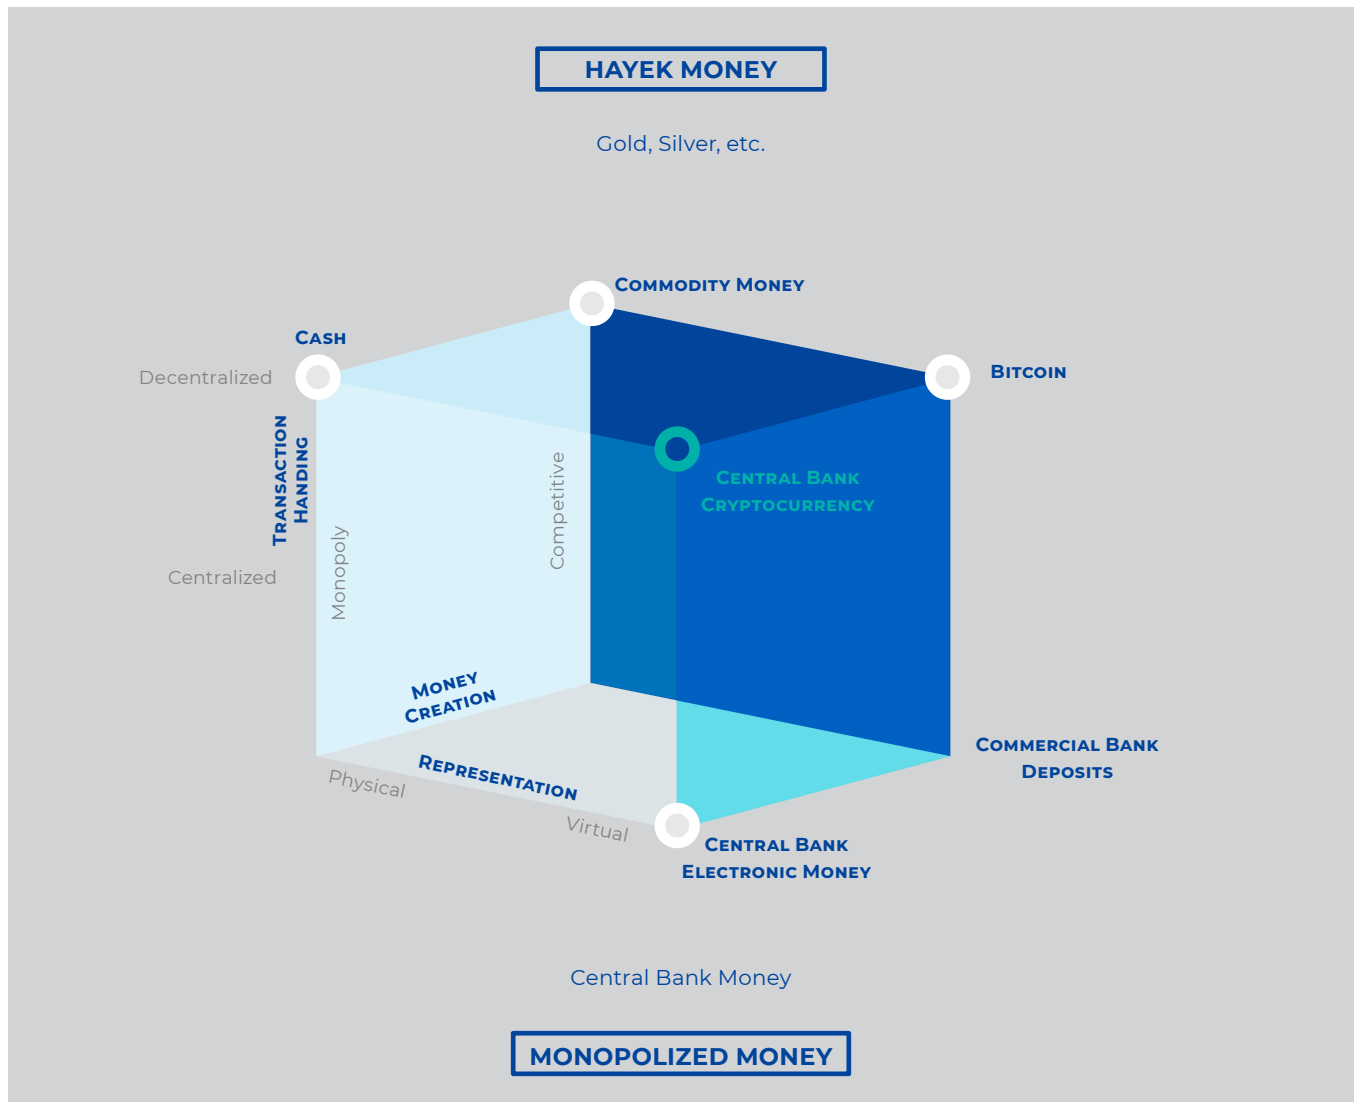 HAYEK MONEY
Gold, Silver, etc.
Commodity Money
Cash
Decentralized
Bitcoin
Transaction
Handing
Competitive
Central Bank
Cryptocurrency
Monopoly
Centralized
Money
Creation
Representation
Physical
Virtual
Commercial Bank
Deposits
Central Bank
Electronic Money
Central Bank Money
MONOPOLIZED MONEY